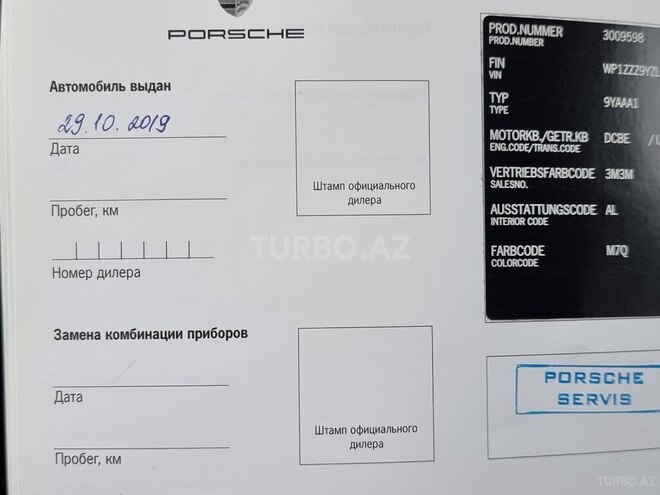 PORSCHE
Автомобиль выдан
29.10.2019
Дата
Пробег, км
Номер дилера
Штамп официального
дилера
Замена комбинации приборов
Дата
Пробег, км
Штамп официального
дилера
PROD.NUMMER 3009598
PROD.NUMBER
FIN WP1ZZZ9YZL
VIN
TYP 9YAAA1
TYPE
MOTORKB./GETR.KB DCBE /U
ENG.CODE/TRANS.CODE
VERTRIEBSFARBCODE 3M3M
SALESNO.
AUSSTATTUNGSCODE AL
INTERIOR CODE
FARBCODE M7Q
COLORCODE
PORSCHE
SERVIS
TURBO.AZ
TURBO.AZ